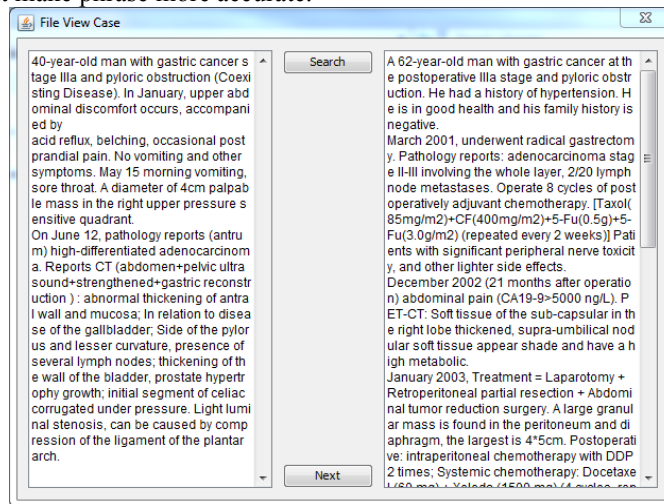 t make phrase more accurate.
File View Case
40-year-old man with gastric cancer s
tage IIIa and pyloric obstruction (Coexi
sting Disease). In January, upper abd
ominal discomfort occurs, accompani
ed by
acid reflux, belching, occasional post
prandial pain. No vomiting and other
symptoms. May 15 morning vomiting,
sore throat. A diameter of 4cm palpab
le mass in the right upper pressure s
ensitive quadrant.
On June 12, pathology reports (antru
m) high-differentiated adenocarcinom
a. Reports CT (abdomen+pelvic ultra
sound+strengthened+gastric reconstr
uction ) : abnormal thickening of antra
l wall and mucosa; In relation to disea
se of the gallbladder; Side of the pylor
us and lesser curvature, presence of
several lymph nodes; thickening of th
e wall of the bladder, prostate hypertr
ophy growth; initial segment of celiac
corrugated under pressure. Light lumi
nal stenosis, can be caused by comp
ression of the ligament of the plantar
arch.
Search
Next
A 62-year-old man with gastric cancer at th
e postoperative IIIa stage and pyloric obstr
uction. He had a history of hypertension. H
e is in good health and his family history is
negative.
March 2001, underwent radical gastrectom
y. Pathology reports: adenocarcinoma stag
e II-III involving the whole layer, 2/20 lymph
node metastases. Operate 8 cycles of post
operatively adjuvant chemotherapy. [Taxol(
85mg/m2)+CF(400mg/m2)+5-Fu(0.5g)+5-
Fu(3.0g/m2) (repeated every 2 weeks)] Pati
ents with significant peripheral nerve toxicit
y, and other lighter side effects.
December 2002 (21 months after operatio
n) abdominal pain (CA19-9>5000 ng/L). P
ET-CT: Soft tissue of the sub-capsular in th
e right lobe thickened, supra-umbilical nod
ular soft tissue appear shade and have a h
igh metabolic.
January 2003, Treatment = Laparotomy +
Retroperitoneal partial resection + Abdomi
nal tumor reduction surgery. A large granul
ar mass is found in the peritoneum and di
aphragm, the largest is 4*5cm. Postoperati
ve: intraperitoneal chemotherapy with DDP
2 times; Systemic chemotherapy: Docetaxe
l (60 mg) + Xeloda (1500 mg) (4 cycles, rep